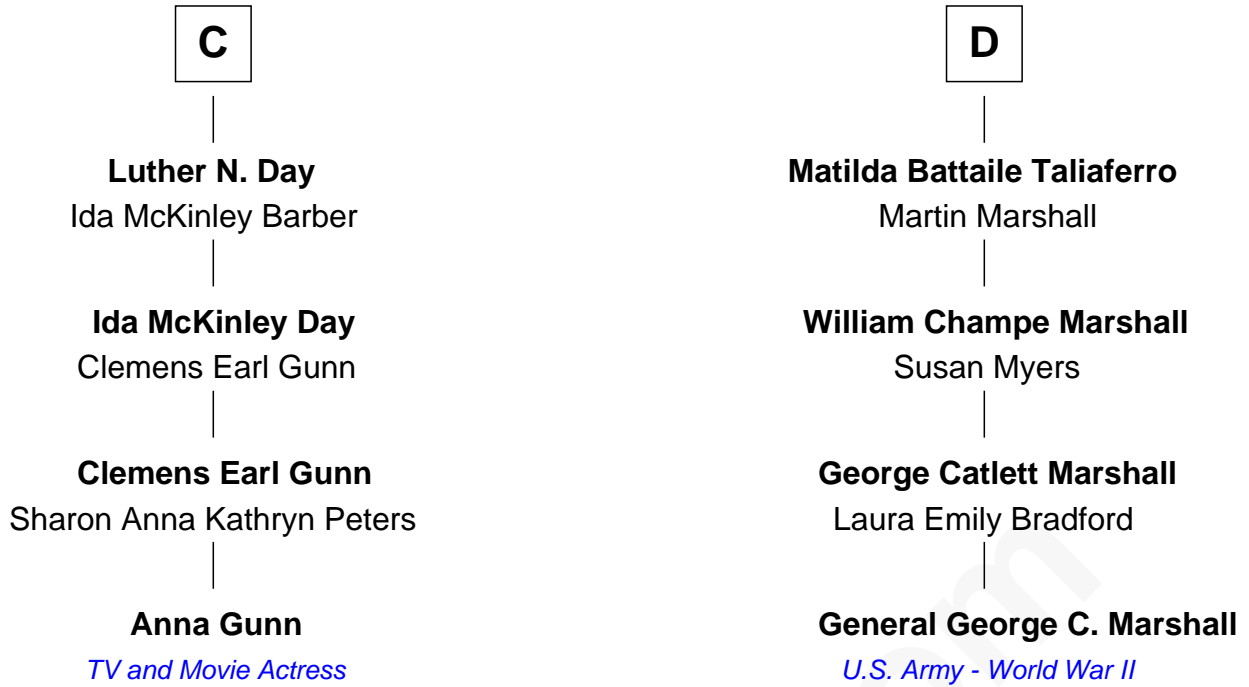 C
Luther N. Day
Ida McKinley Barber
Ida McKinley Day
Clemens Earl Gunn
Clemens Earl Gunn
Sharon Anna Kathryn Peters
Anna Gunn
TV and Movie Actress
D
Matilda Battaile Taliaferro
Martin Marshall
William Champe Marshall
Susan Myers
George Catlett Marshall
Laura Emily Bradford
General George C. Marshall
U.S. Army - World War II